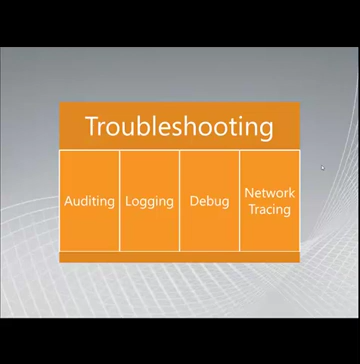 Troubleshooting
Auditing
Logging
Debug
Network
Tracing